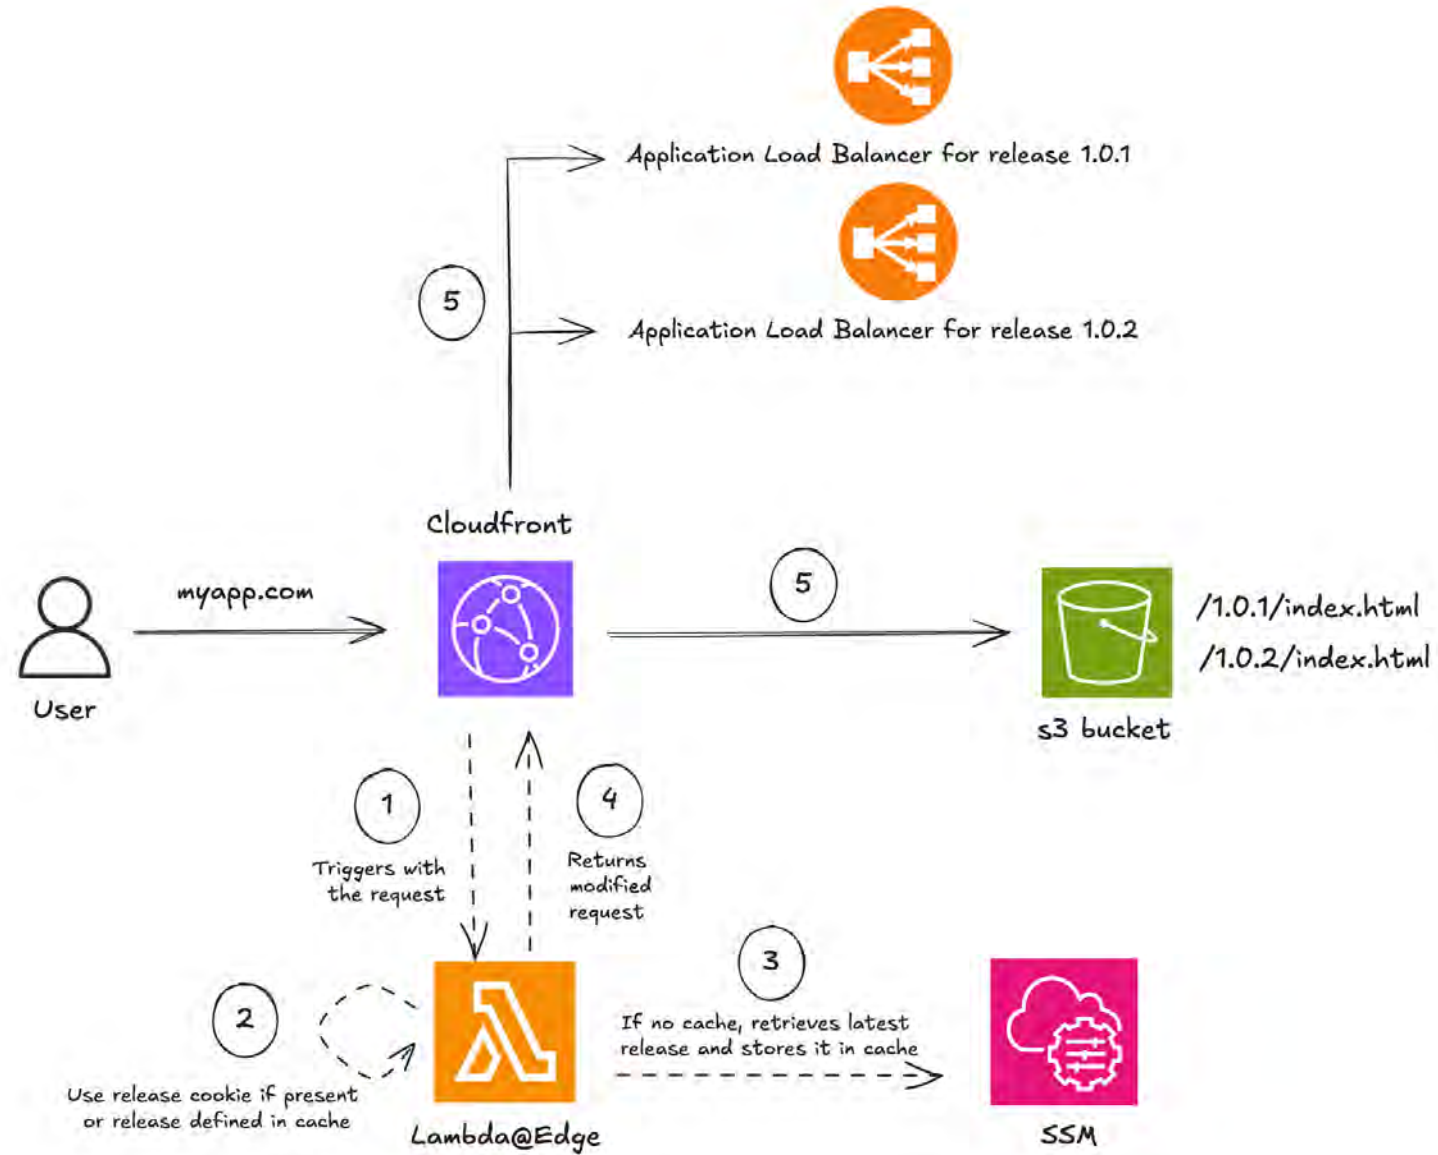 Application Load Balancer for release 1.0.1
Application Load Balancer for release 1.0.2
5
Cloudfront
myapp.com
5
/1.0.1/index.html
/1.0.2/index.html
User
s3 bucket
1
Triggers with
the request
4
Returns
modified
request
2
Use release cookie if present
or release defined in cache
3
If no cache, retrieves latest
release and stores it in cache
Lambda@Edge
SSM